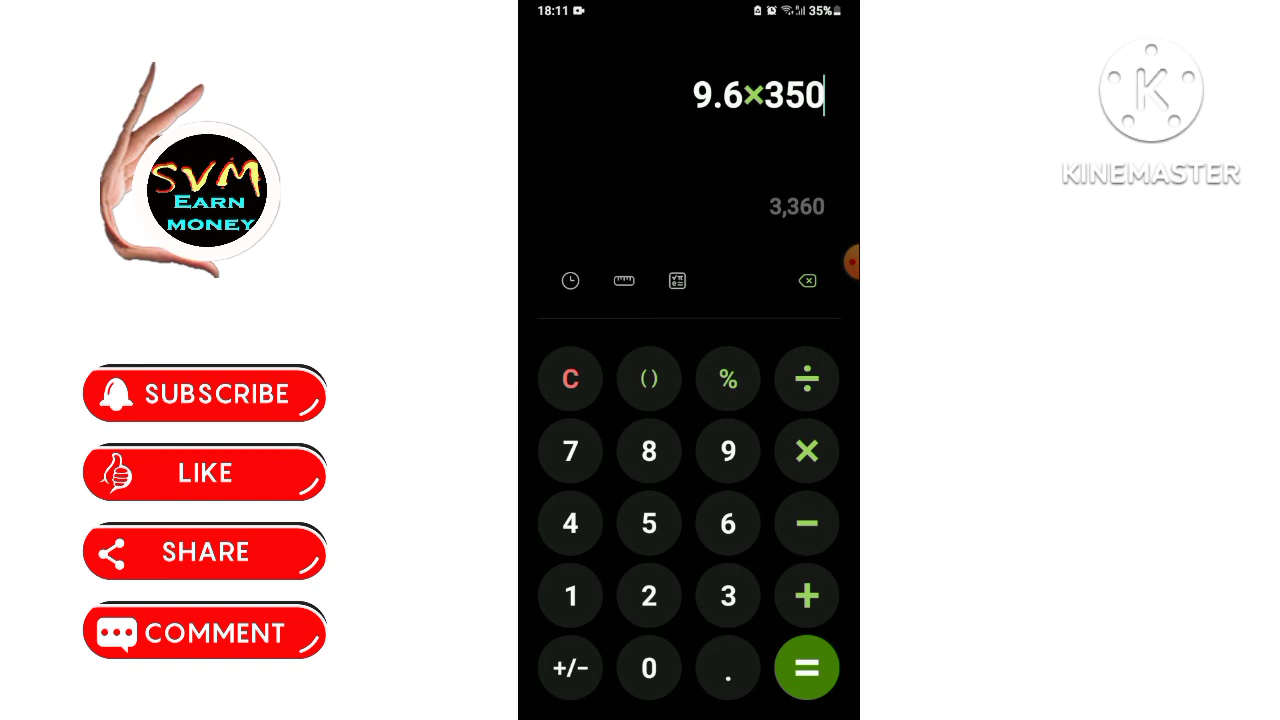 18:11
35%
9.6×350
3,360
SVM
EARN
MONEY
K
KINEMASTER
SUBSCRIBE
LIKE
SHARE
COMMENT
C
()
%
÷
7
8
9
×
4
5
6
−
1
2
3
+
+/−
0
.
=